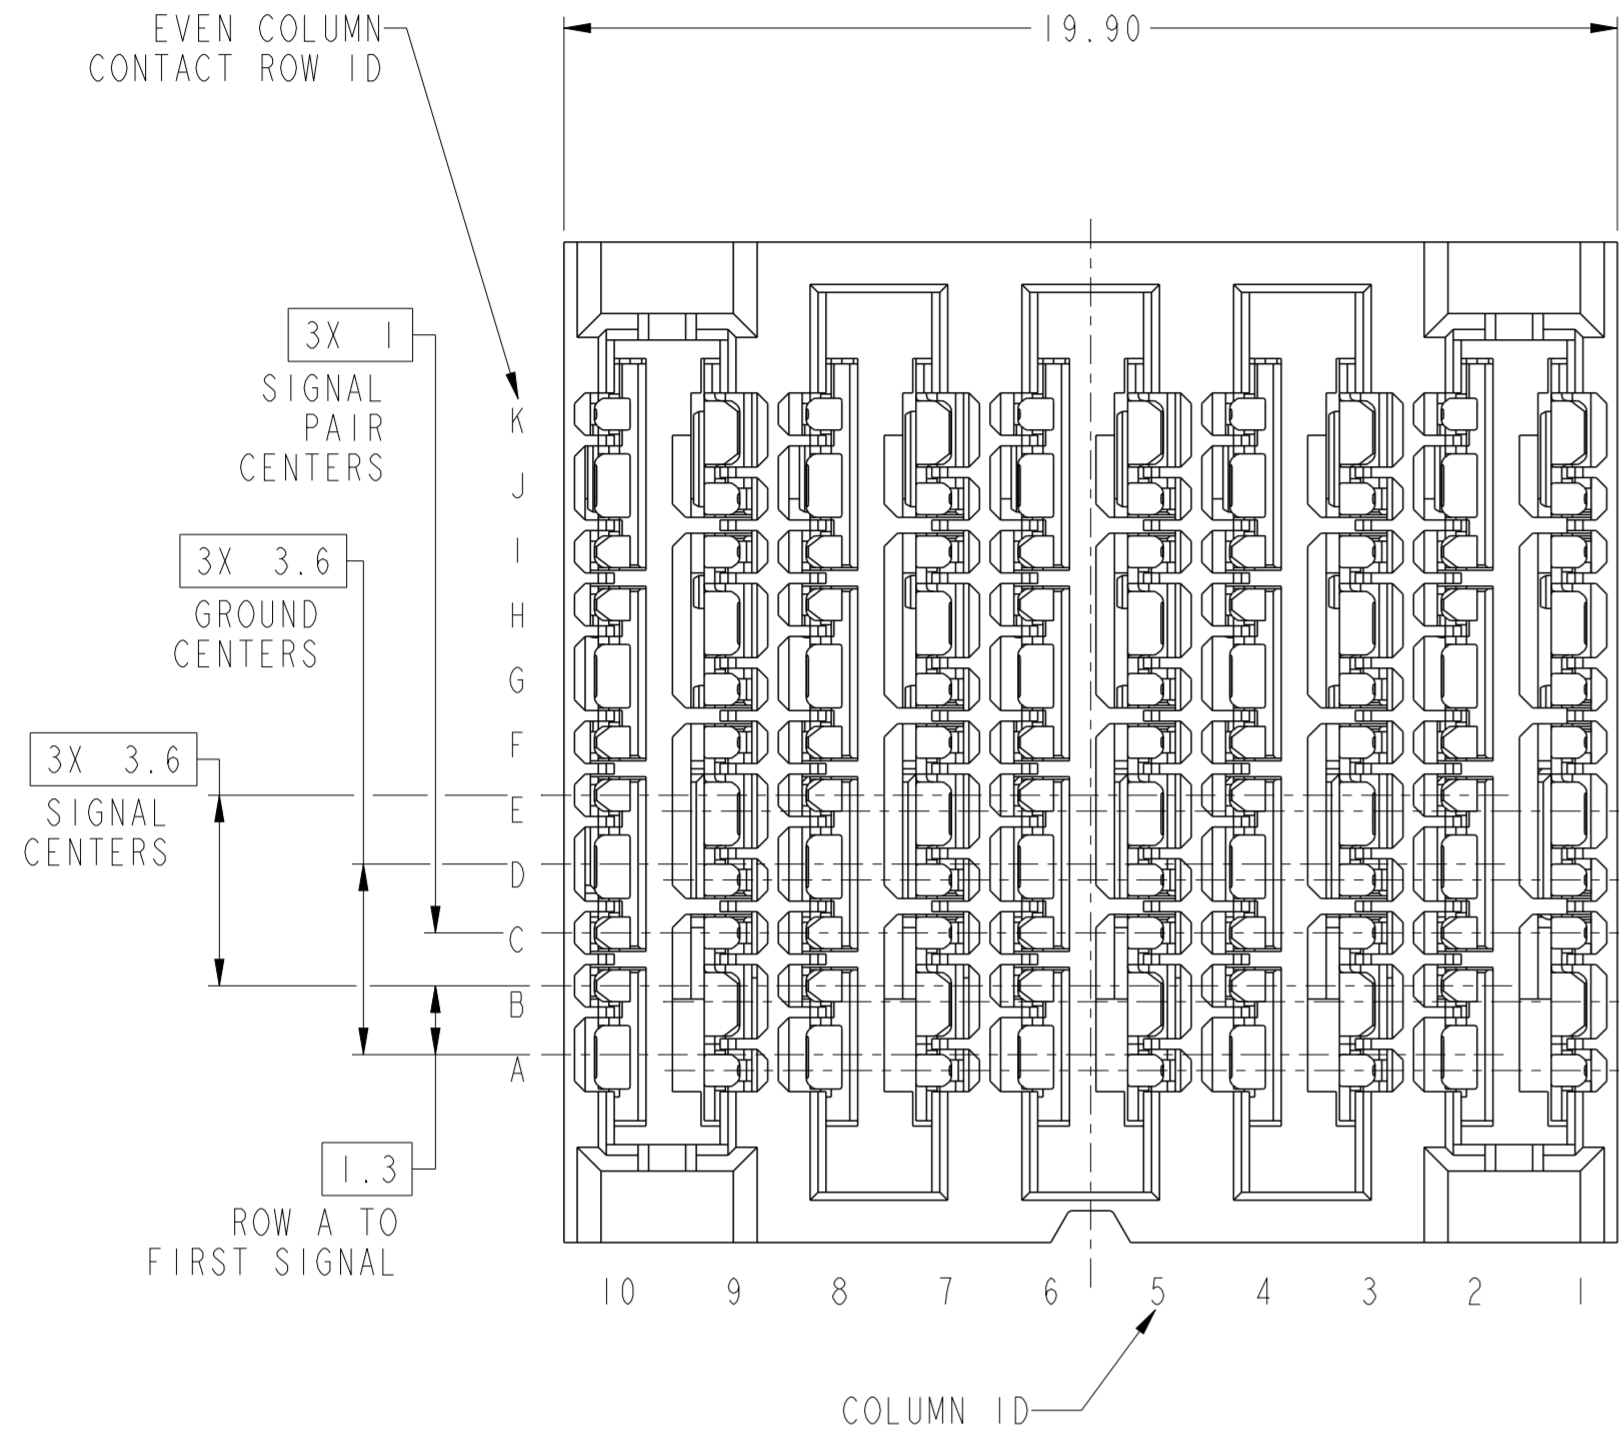 EVEN COLUMN
CONTACT ROW ID
19.90
3X 1
SIGNAL
PAIR
CENTERS
3X 3.6
GROUND
CENTERS
3X 3.6
SIGNAL
CENTERS
1.3
ROW A TO
FIRST SIGNAL
K
J
I
H
G
F
E
D
C
B
A
10 9 8 7 6 5 4 3 2 1
COLUMN ID